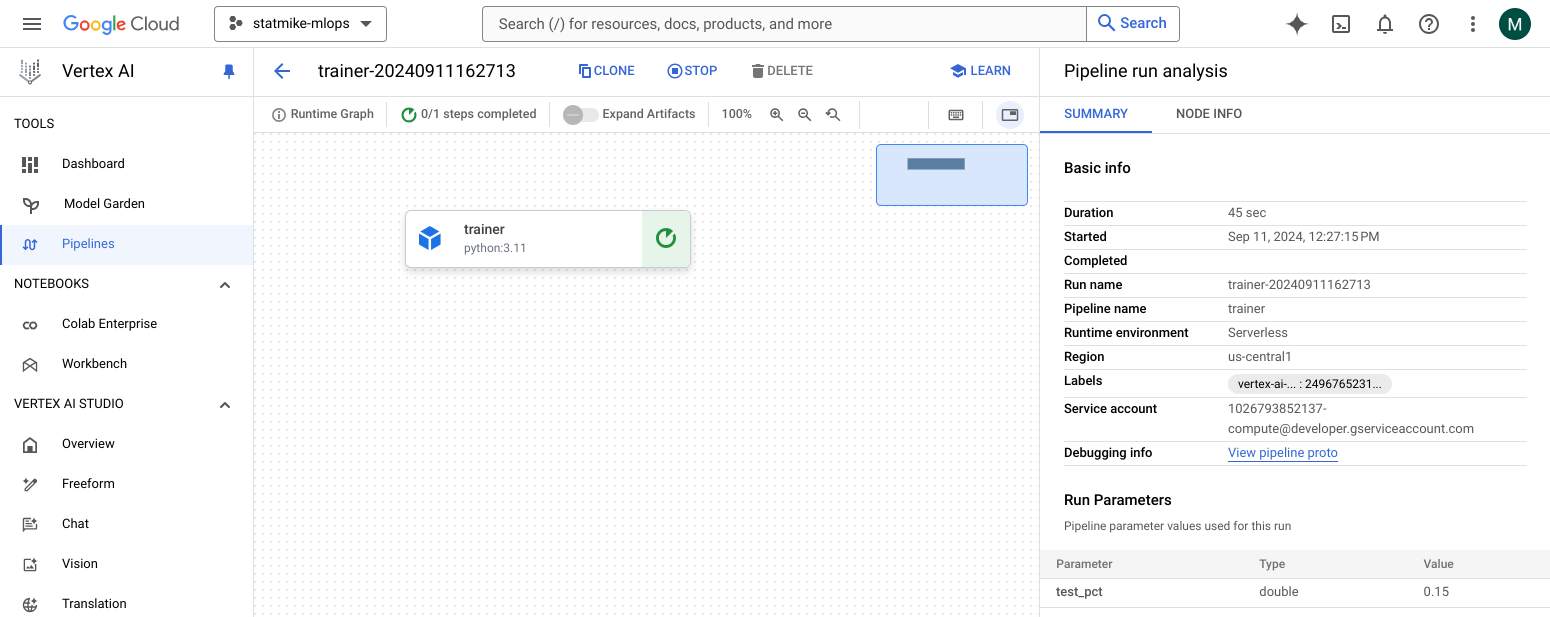 Google Cloud
statmike-mlops
Search (/) for resources, docs, products, and more
Search
M
Vertex AI
TOOLS
Dashboard
Model Garden
Pipelines
NOTEBOOKS
Colab Enterprise
Workbench
VERTEX AI STUDIO
Overview
Freeform
Chat
Vision
Translation
trainer-20240911162713
CLONE
STOP
DELETE
LEARN
Runtime Graph
0/1 steps completed
Expand Artifacts
100%
trainer
python:3.11
Pipeline run analysis
SUMMARY
NODE INFO
Basic info
Duration 45 sec
Started Sep 11, 2024, 12:27:15 PM
Completed
Run name trainer-20240911162713
Pipeline name trainer
Runtime environment Serverless
Region us-central1
Labels vertex-ai-... : 2496765231...
Service account 1026793852137-
compute@developer.gserviceaccount.com
Debugging info View pipeline proto
Run Parameters
Pipeline parameter values used for this run
Parameter Type Value
test_pct double 0.15